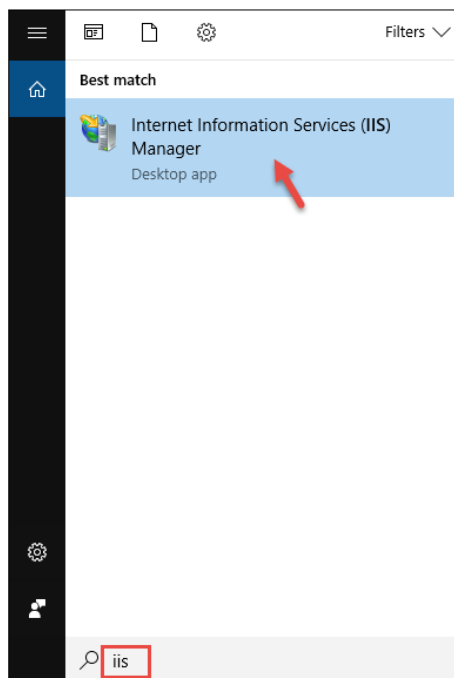 Filters
Best match
Internet Information Services (IIS)
Manager
Desktop app
iis